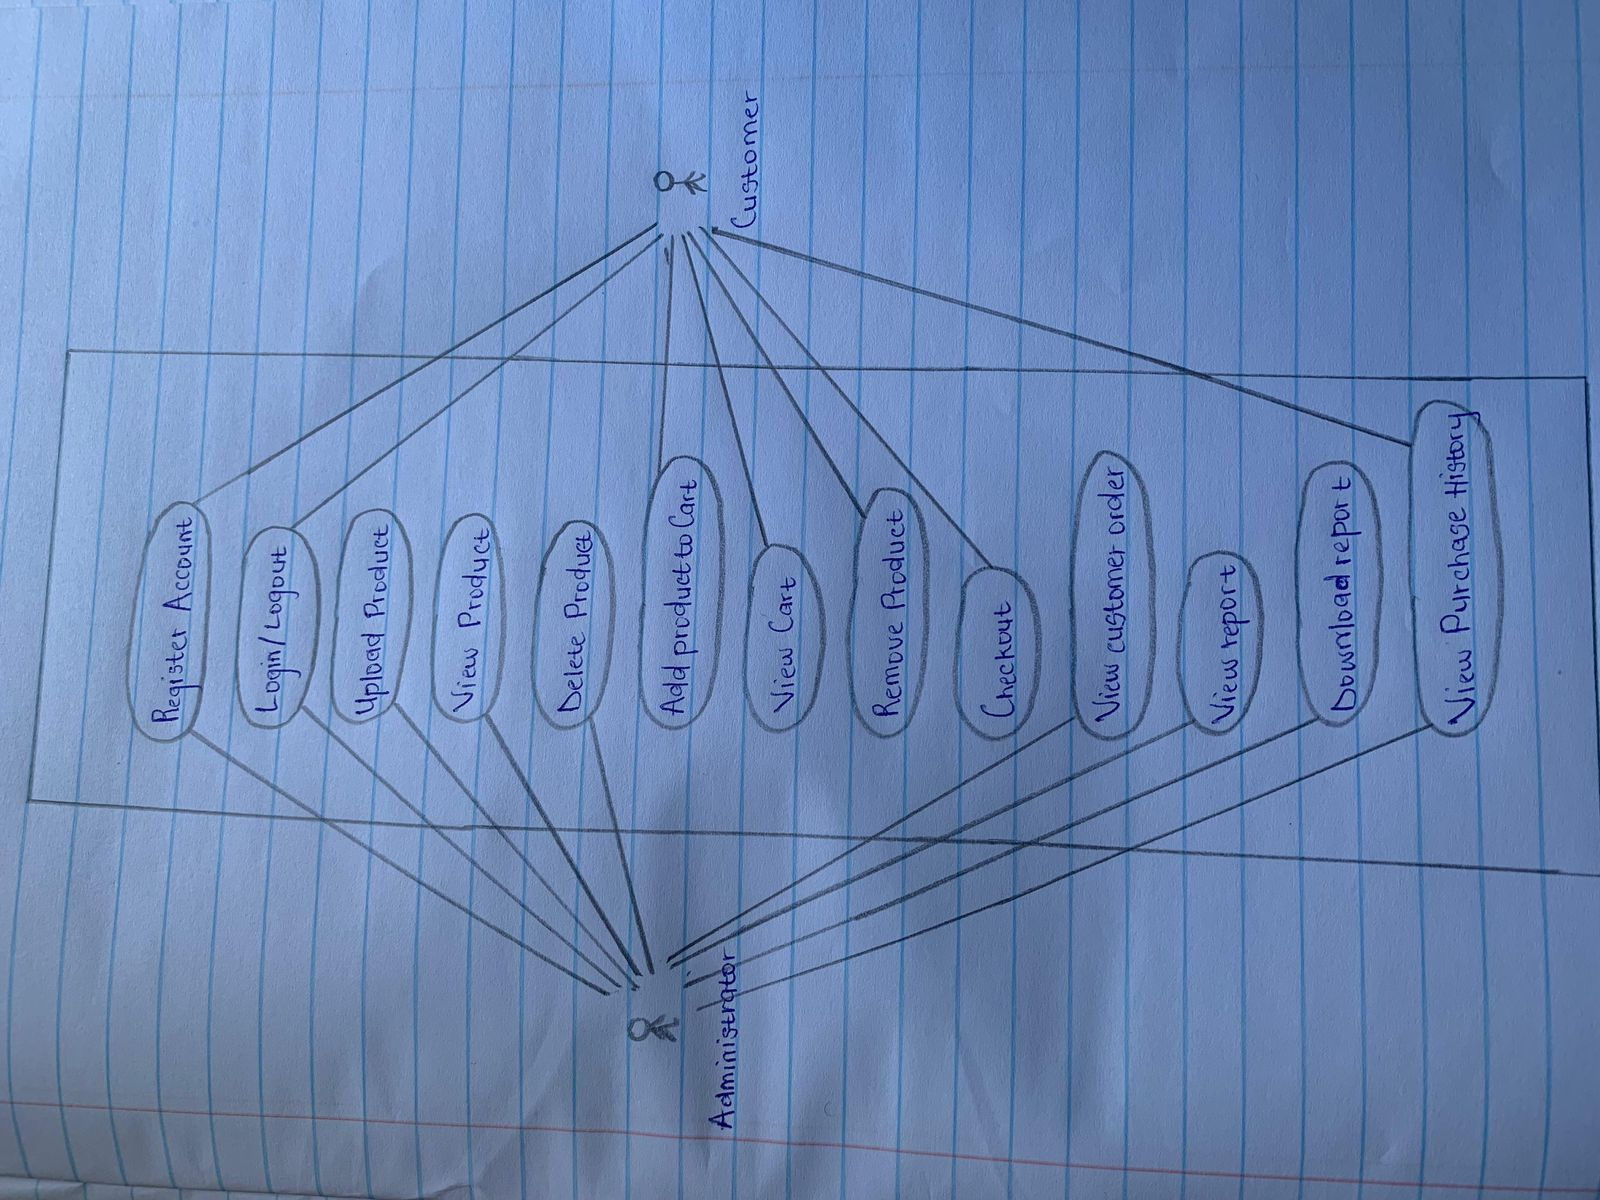 Register Account
Login/Logout
Upload Product
View Product
Delete Product
Add product to Cart
View Cart
Remove Product
Checkout
View customer order
View report
Download report
View Purchase History
Administrator
Customer